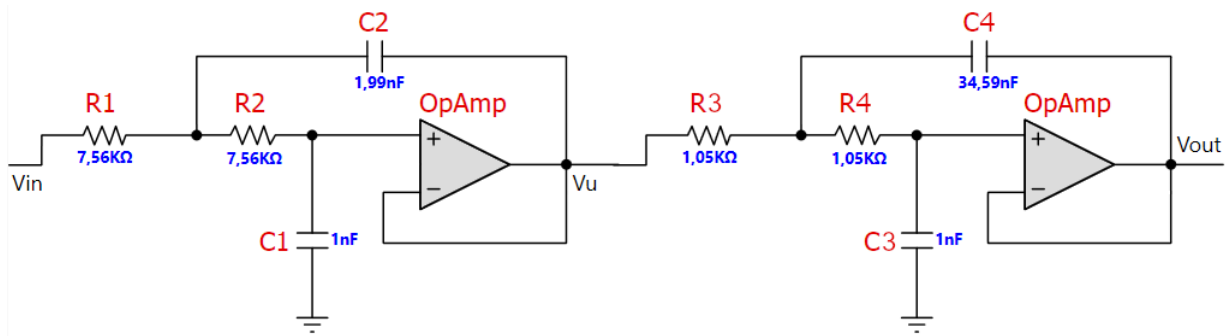 C2
1,99nF
R1
7,56KΩ
R2
7,56KΩ
OpAmp
+
−
Vin
C1
1nF
Vu
C4
34,59nF
R3
1,05KΩ
R4
1,05KΩ
OpAmp
+
−
Vout
C3
1nF